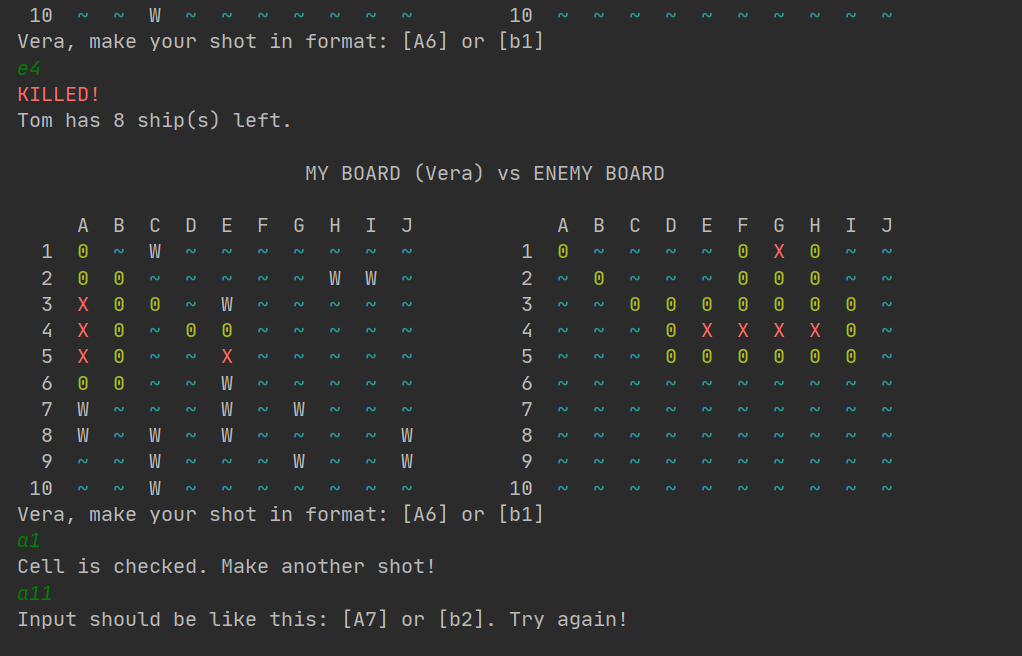 10  ~  ~  W  ~  ~  ~  ~  ~  ~  ~        10  ~  ~  ~  ~  ~  ~  ~  ~  ~  ~
Vera, make your shot in format: [A6] or [b1]
e4
KILLED!
Tom has 8 ship(s) left.
MY BOARD (Vera) vs ENEMY BOARD
A  B  C  D  E  F  G  H  I  J            A  B  C  D  E  F  G  H  I  J
1  0  ~  W  ~  ~  ~  ~  ~  ~  ~         1  0  ~  ~  ~  ~  0  X  0  ~  ~
2  0  0  ~  ~  ~  ~  ~  W  W  ~         2  ~  0  ~  ~  ~  0  0  0  ~  ~
3  X  0  0  ~  W  ~  ~  ~  ~  ~         3  ~  ~  0  0  0  0  0  0  0  ~
4  X  0  ~  0  0  ~  ~  ~  ~  ~         4  ~  ~  ~  0  X  X  X  X  0  ~
5  X  0  ~  ~  X  ~  ~  ~  ~  ~         5  ~  ~  ~  0  0  0  0  0  0  ~
6  0  0  ~  ~  W  ~  ~  ~  ~  ~         6  ~  ~  ~  ~  ~  ~  ~  ~  ~  ~
7  W  ~  ~  ~  W  ~  W  ~  ~  ~         7  ~  ~  ~  ~  ~  ~  ~  ~  ~  ~
8  W  ~  W  ~  W  ~  ~  ~  ~  W         8  ~  ~  ~  ~  ~  ~  ~  ~  ~  ~
9  ~  ~  W  ~  ~  ~  W  ~  ~  W         9  ~  ~  ~  ~  ~  ~  ~  ~  ~  ~
10  ~  ~  W  ~  ~  ~  ~  ~  ~  ~        10  ~  ~  ~  ~  ~  ~  ~  ~  ~  ~
Vera, make your shot in format: [A6] or [b1]
a1
Cell is checked. Make another shot!
a11
Input should be like this: [A7] or [b2]. Try again!